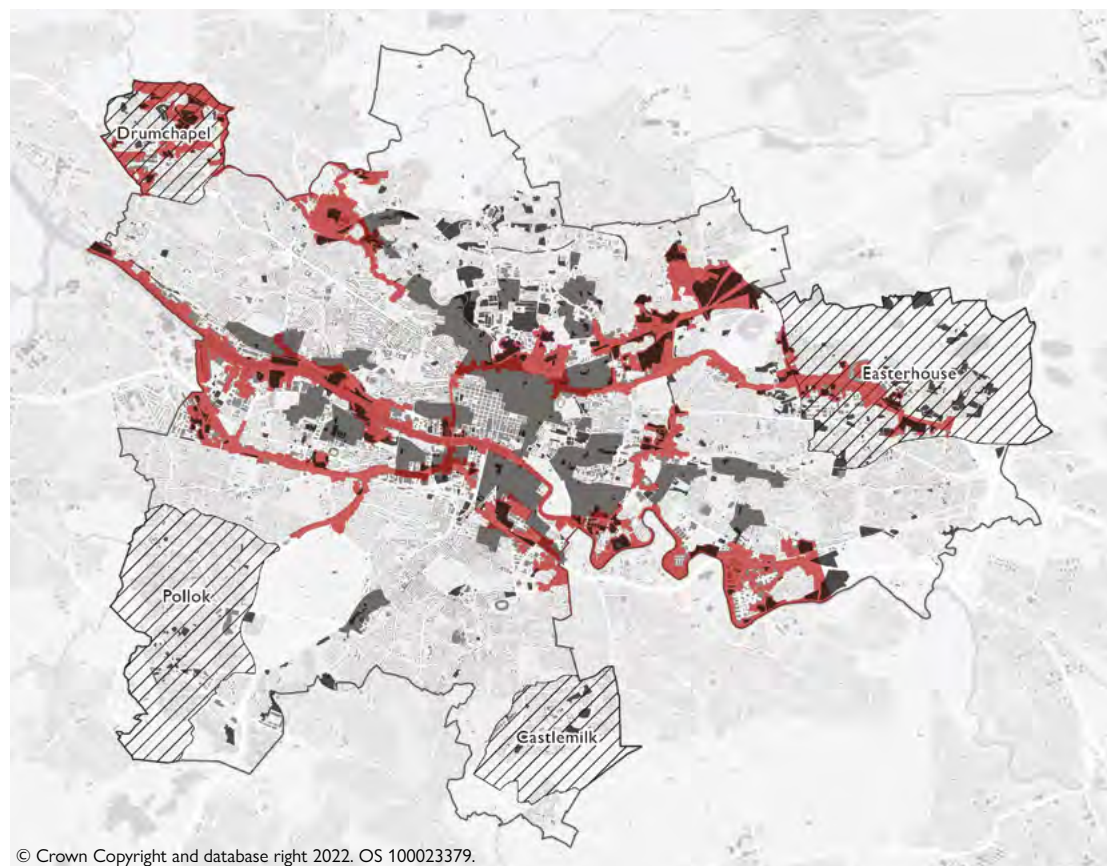 Drumchapel
Easterhouse
Pollok
Castlemilk
© Crown Copyright and database right 2022. OS 100023379.